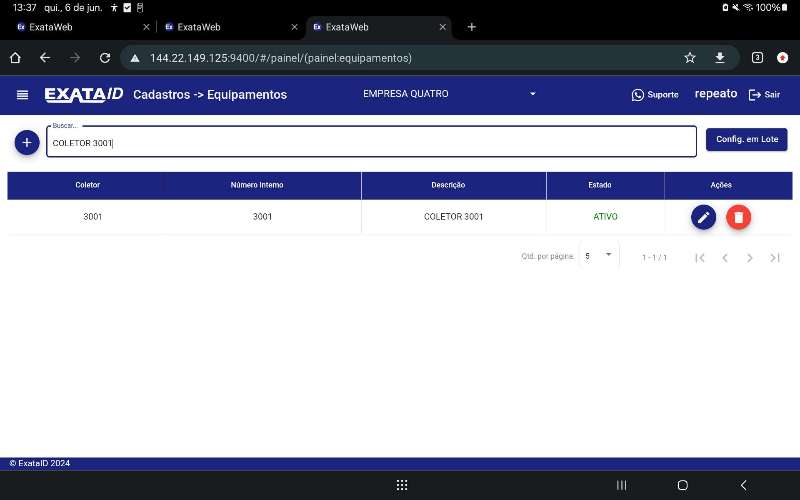 13:37 qui., 6 de jun. 100%
ExataWeb ExataWeb ExataWeb
144.22.149.125:9400/#/painel/(painel:equipamentos) 3
EXATAID Cadastros -> Equipamentos EMPRESA QUATRO Suporte repeato Sair
Buscar...
COLETOR 3001 Config. em Lote
Coletor Número Interno Descrição Estado Ações
3001 3001 COLETOR 3001 ATIVO
Qtd. por página: 5 1 - 1 / 1
© ExataID 2024